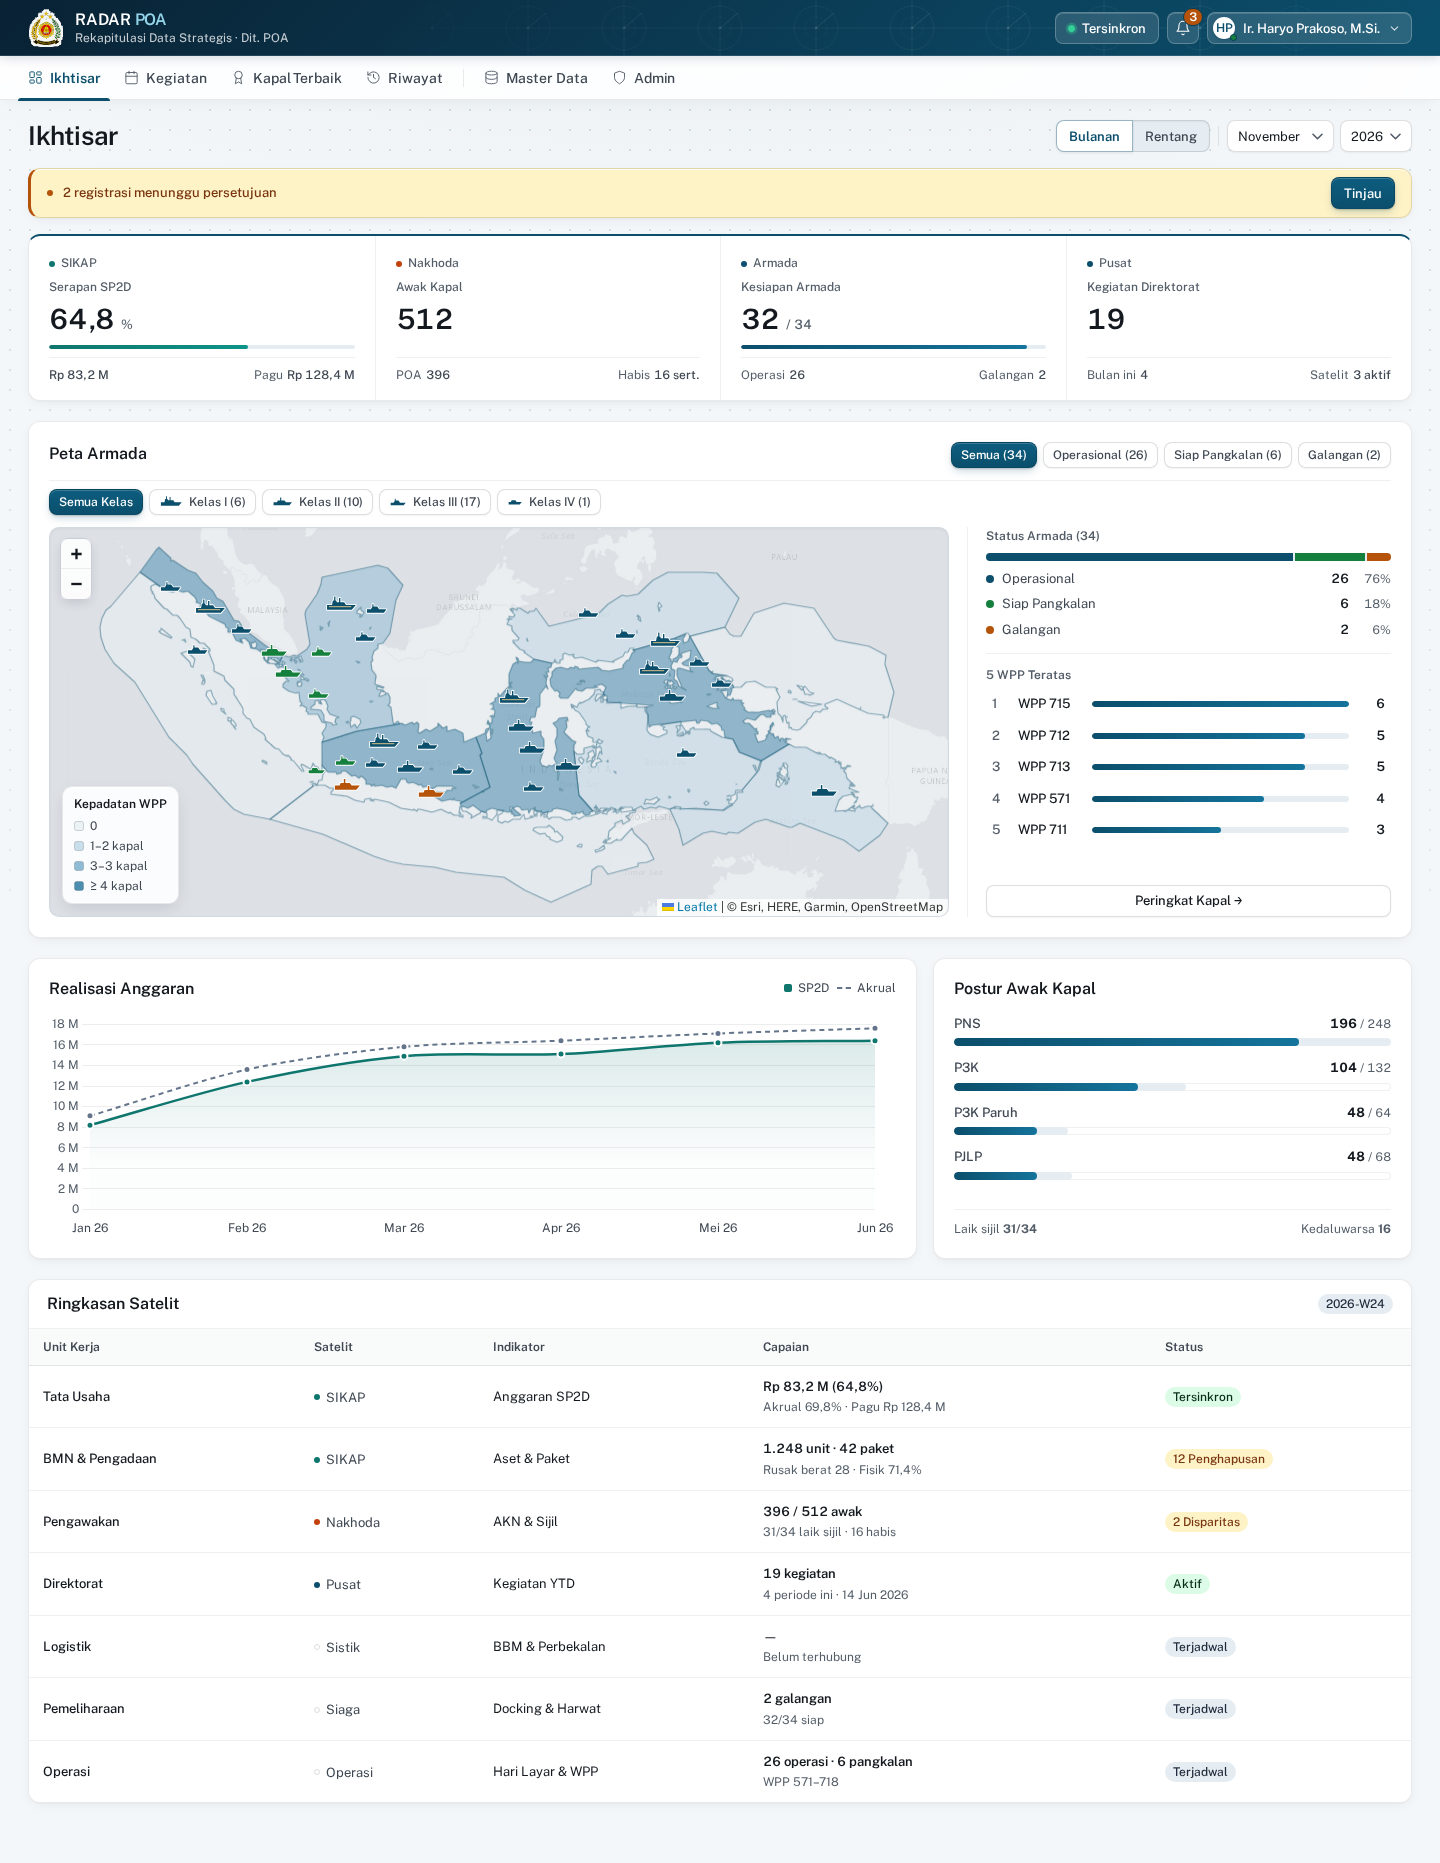 RADAR POA
Rekapitulasi Data Strategis · Dit. POA
Tersinkron
3
HP Ir. Haryo Prakoso, M.Si.
Ikhtisar Kegiatan Kapal Terbaik Riwayat Master Data Admin
Ikhtisar
Bulanan Rentang November 2026
2 registrasi menunggu persetujuan
Tinjau
SIKAP
Serapan SP2D
64,8 %
Rp 83,2 M Pagu Rp 128,4 M
Nakhoda
Awak Kapal
512
POA 396 Habis 16 sert.
Armada
Kesiapan Armada
32 / 34
Operasi 26 Galangan 2
Pusat
Kegiatan Direktorat
19
Bulan ini 4 Satelit 3 aktif
Peta Armada
Semua (34) Operasional (26) Siap Pangkalan (6) Galangan (2)
Semua Kelas Kelas I (6) Kelas II (10) Kelas III (17) Kelas IV (1)
+
−
PALAU
MALAYSIA
BRUNEI
DARUSSALAM
PAPUA N
GUINE
Kepadatan WPP
0
1–2 kapal
3–3 kapal
≥ 4 kapal
Leaflet | © Esri, HERE, Garmin, OpenStreetMap
Status Armada (34)
Operasional 26 76%
Siap Pangkalan 6 18%
Galangan 2 6%
5 WPP Teratas
1 WPP 715 6
2 WPP 712 5
3 WPP 713 5
4 WPP 571 4
5 WPP 711 3
Peringkat Kapal →
Realisasi Anggaran
SP2D Akrual
18 M
16 M
14 M
12 M
10 M
8 M
6 M
4 M
2 M
0
Jan 26 Feb 26 Mar 26 Apr 26 Mei 26 Jun 26
Postur Awak Kapal
PNS 196 / 248
P3K 104 / 132
P3K Paruh 48 / 64
PJLP 48 / 68
Laik sijil 31/34 Kedaluwarsa 16
Ringkasan Satelit
2026-W24
Unit Kerja Satelit Indikator Capaian Status
Tata Usaha SIKAP Anggaran SP2D Rp 83,2 M (64,8%) Tersinkron
Akrual 69,8% · Pagu Rp 128,4 M
BMN & Pengadaan SIKAP Aset & Paket 1.248 unit · 42 paket 12 Penghapusan
Rusak berat 28 · Fisik 71,4%
Pengawakan Nakhoda AKN & Sijil 396 / 512 awak 2 Disparitas
31/34 laik sijil · 16 habis
Direktorat Pusat Kegiatan YTD 19 kegiatan Aktif
4 periode ini · 14 Jun 2026
Logistik Sistik BBM & Perbekalan — Terjadwal
Belum terhubung
Pemeliharaan Siaga Docking & Harwat 2 galangan Terjadwal
32/34 siap
Operasi Operasi Hari Layar & WPP 26 operasi · 6 pangkalan Terjadwal
WPP 571–718